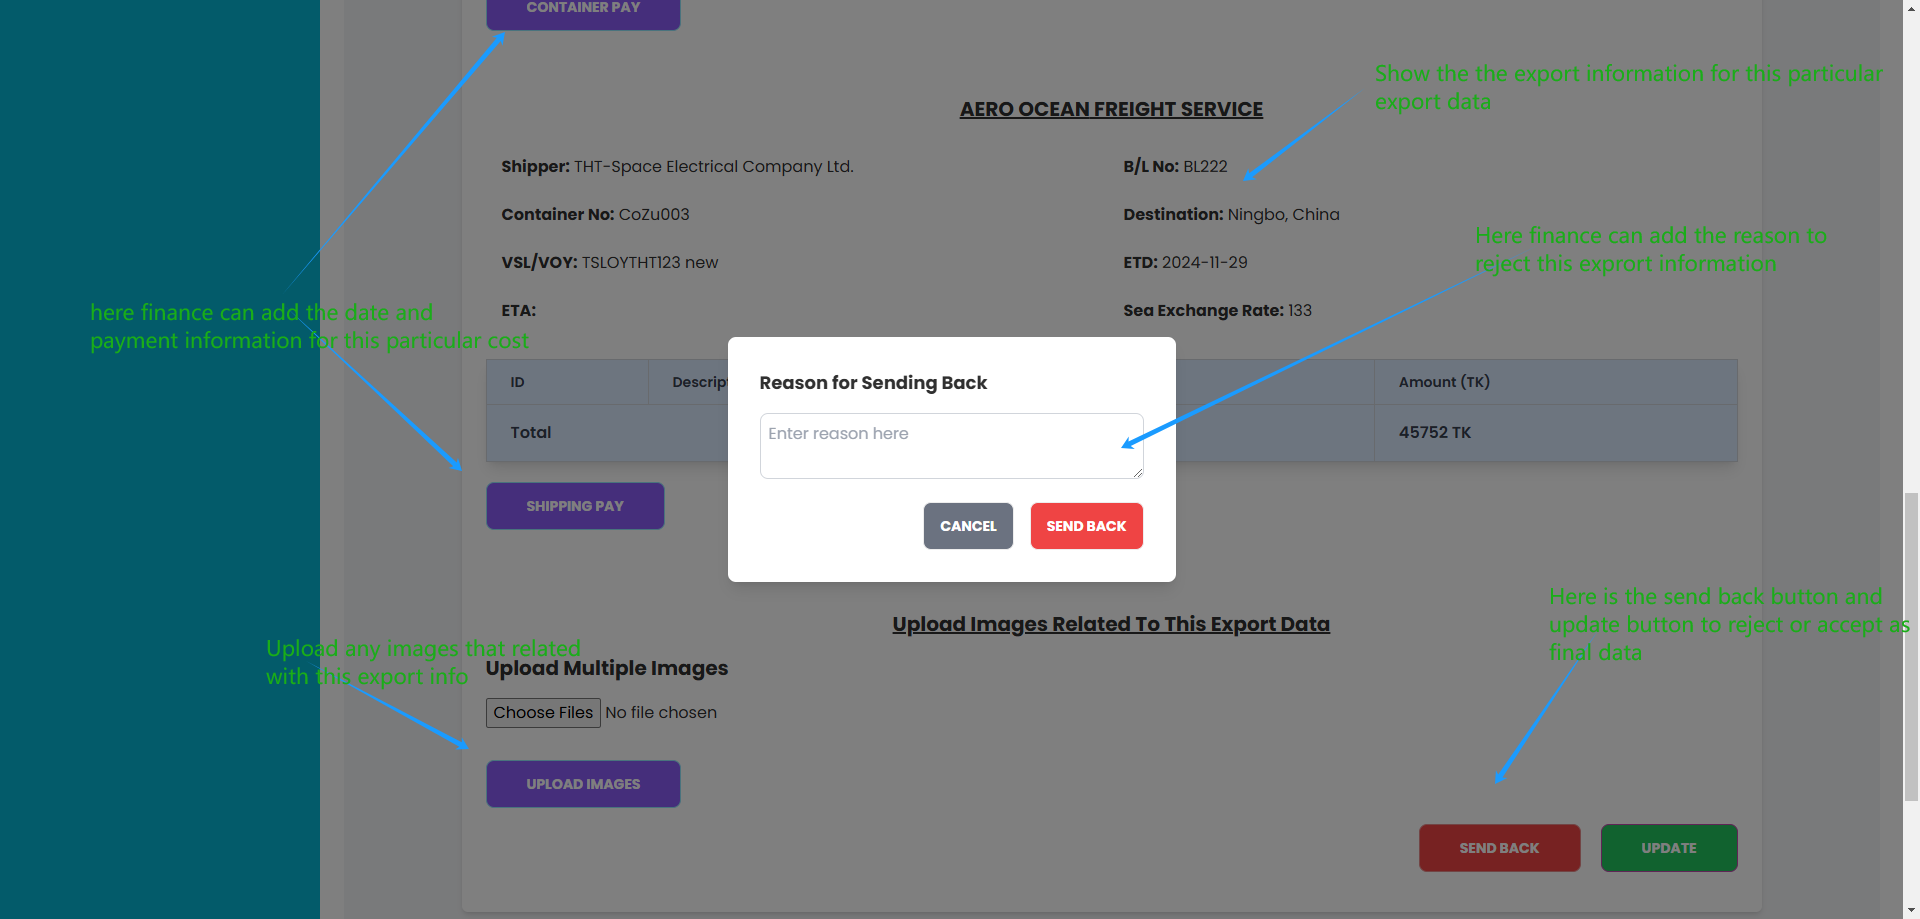 CONTAINER PAY
Show the the export information for this particular
export data
AERO OCEAN FREIGHT SERVICE
Shipper: THT-Space Electrical Company Ltd.
B/L No: BL222
Container No: CoZu003
Destination: Ningbo, China
Here finance can add the reason to
reject this exprort information
VSL/VOY: TSLOYTHT123 new
ETD: 2024-11-29
here finance can add the date and
payment information for this particular cost
ETA:
Sea Exchange Rate: 133
ID
Descrip
Amount (TK)
Total
45752 TK
Reason for Sending Back
Enter reason here
CANCEL
SEND BACK
SHIPPING PAY
Here is the send back button and
update button to reject or accept as
final data
Upload Images Related To This Export Data
Upload any images that related
with this export info
Upload Multiple Images
Choose Files No file chosen
UPLOAD IMAGES
SEND BACK
UPDATE